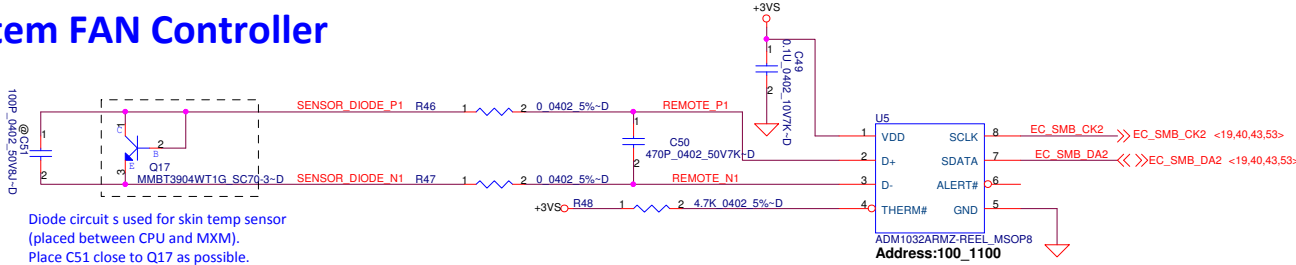 tem FAN Controller
+3VS
1
C49
0.1U_0402_10V7K~D
2
100P_0402_50V8J~D
@C51
1
2
C
1
2
B
E
3
Q17
MMBT3904WT1G_SC70-3~D
SENSOR_DIODE_P1
R46
1
2
0_0402_5%~D
REMOTE_P1
1
C50
470P_0402_50V7K~D
2
SENSOR_DIODE_N1
R47
1
2
0_0402_5%~D
REMOTE_N1
+3VS
R48
1
2
4.7K_0402_5%~D
U5
1
VDD
SCLK
8
EC_SMB_CK2
EC_SMB_CK2 <19,40,43,53>
2
D+
SDATA
7
EC_SMB_DA2
EC_SMB_DA2 <19,40,43,53>
3
D-
ALERT#
6
4
THERM#
GND
5
ADM1032ARMZ-REEL_MSOP8
Address:100_1100
Diode circuit s used for skin temp sensor
(placed between CPU and MXM).
Place C51 close to Q17 as possible.